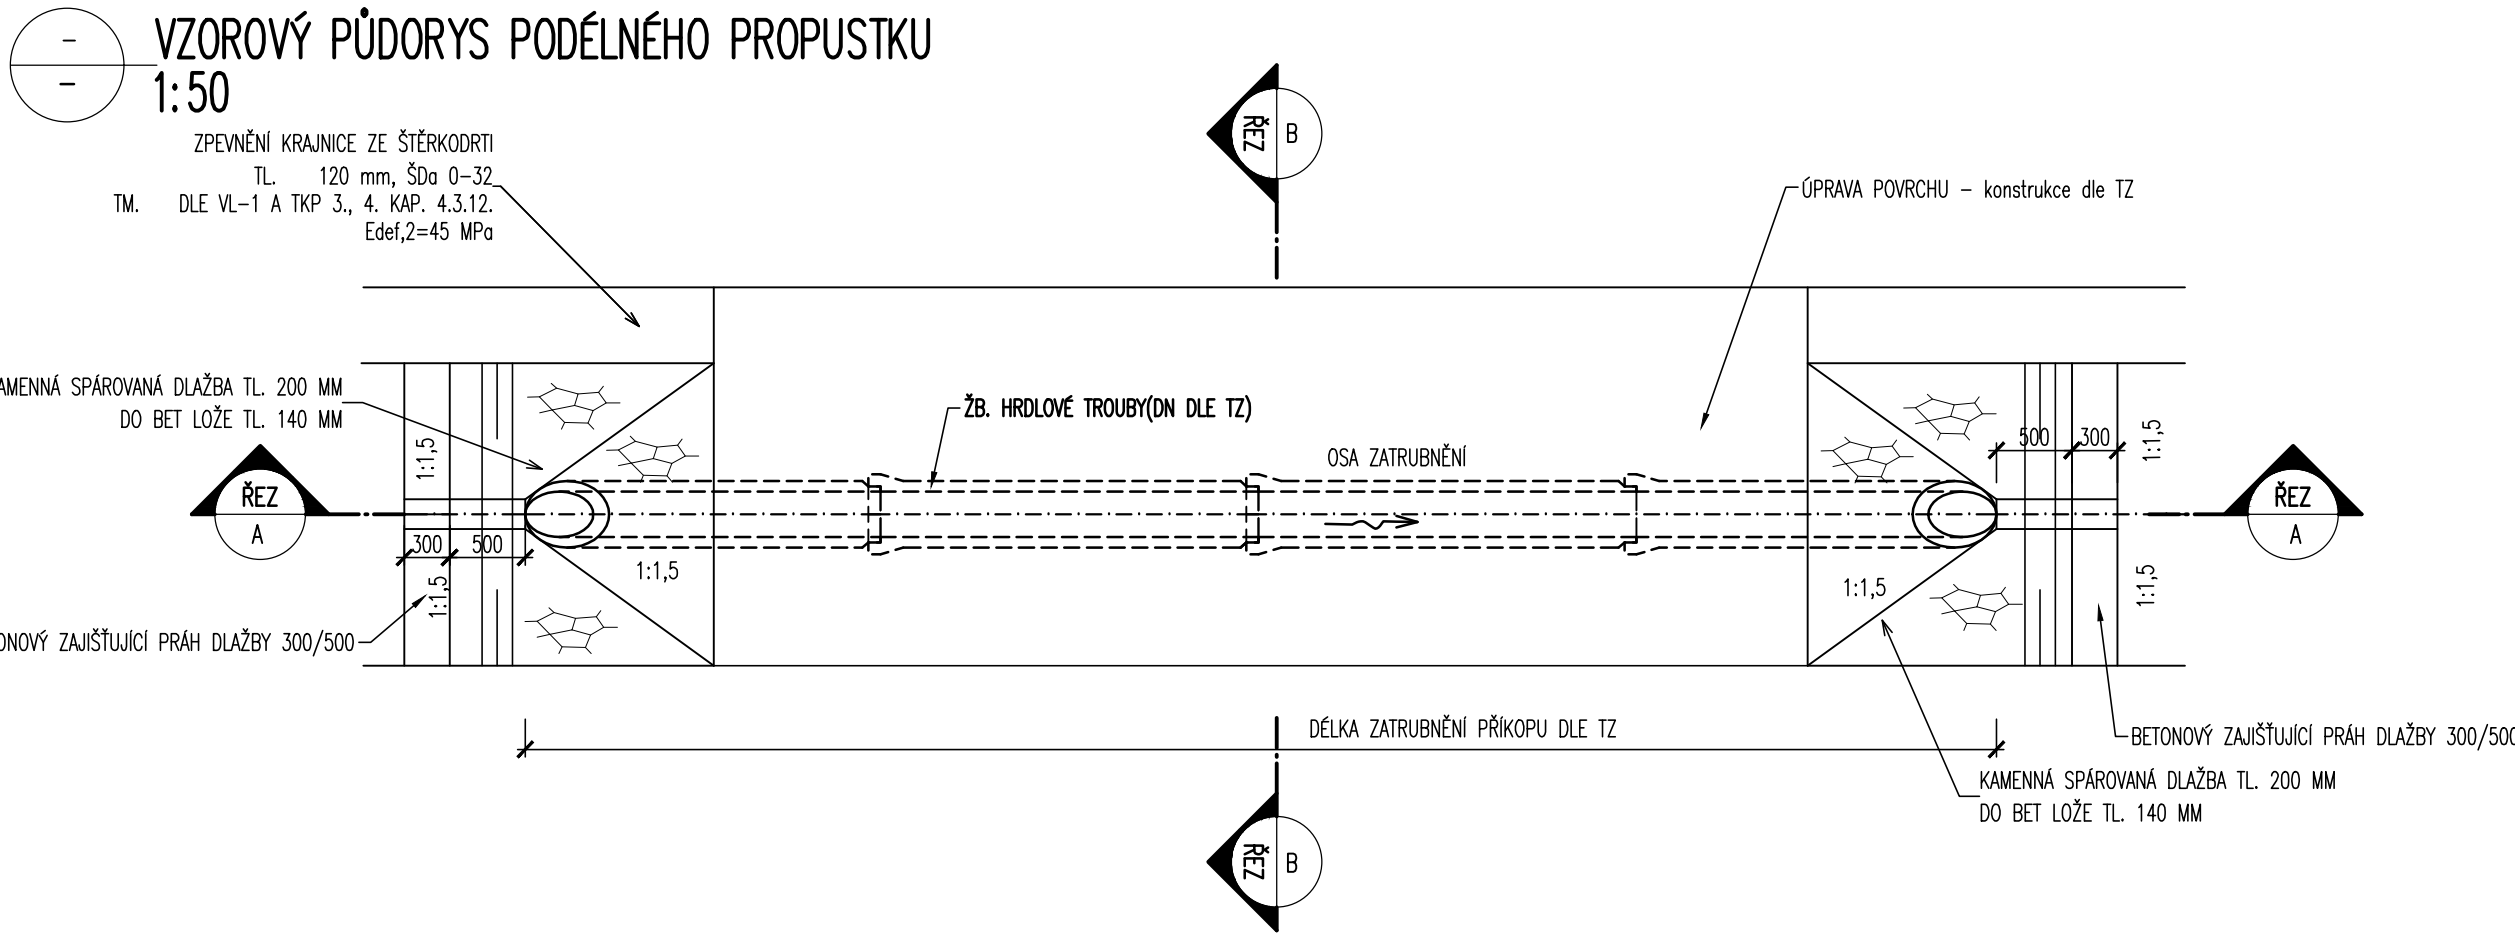 -
-
VZOROVÝ PŮDORYS PODÉLNÉHO PROPUSTKU
1:50
ZPEVNĚNÍ KRAJNICE ZE ŠTĚRKODRTI
TL. 120 mm, ŠDa 0-32
TM. DLE VL-1 A TKP 3., 4. KAP. 4.3.12.
Edef,2=45 MPa
ŘEZ
B
ÚPRAVA POVRCHU - konstrukce dle TZ
AMENNÁ SPÁROVANÁ DLAŽBA TL. 200 MM
DO BET LOŽE TL. 140 MM
ŽB. HRDLOVÉ TROUBY(DN DLE TZ)
OSA ZATRUBNĚNÍ
1:1,5
500
300
1:1,5
ŘEZ
A
ŘEZ
A
300
500
1:1,5
1:1,5
1:1,5
1:1,5
ONOVÝ ZAJIŠŤUJÍCÍ PRÁH DLAŽBY 300/500
DÉLKA ZATRUBNĚNÍ PŘÍKOPU DLE TZ
BETONOVÝ ZAJIŠŤUJÍCÍ PRÁH DLAŽBY 300/500
KAMENNÁ SPÁROVANÁ DLAŽBA TL. 200 MM
DO BET LOŽE TL. 140 MM
ŘEZ
B